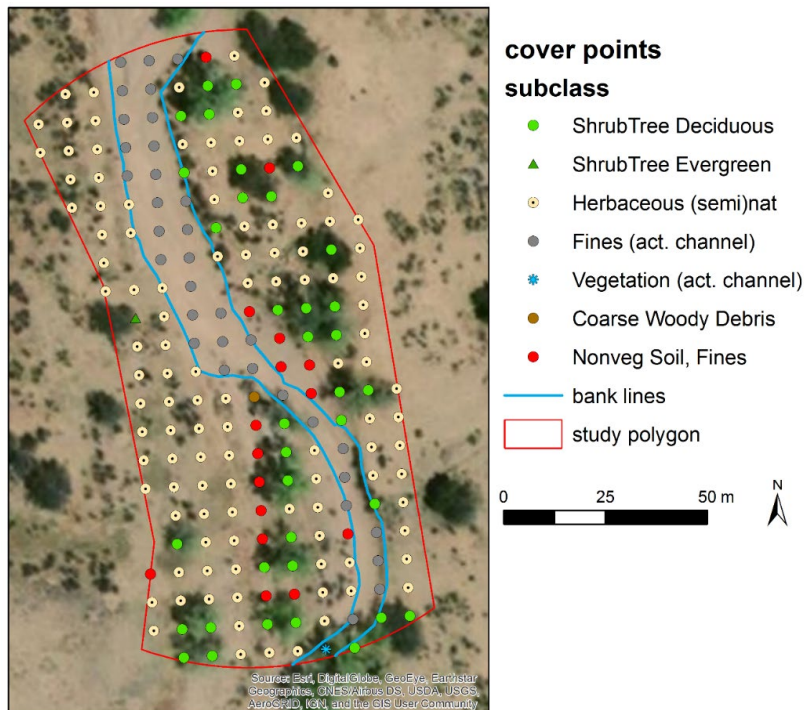 cover points
subclass
ShrubTree Deciduous
ShrubTree Evergreen
Herbaceous (semi)nat
Fines (act. channel)
Vegetation (act. channel)
Coarse Woody Debris
Nonveg Soil, Fines
bank lines
study polygon
0 25 50 m
N
Source: Esri, DigitalGlobe, GeoEye, Earthstar
Geographics, CNES/Airbus DS, USDA, USGS,
AeroGRID, IGN, and the GIS User Community